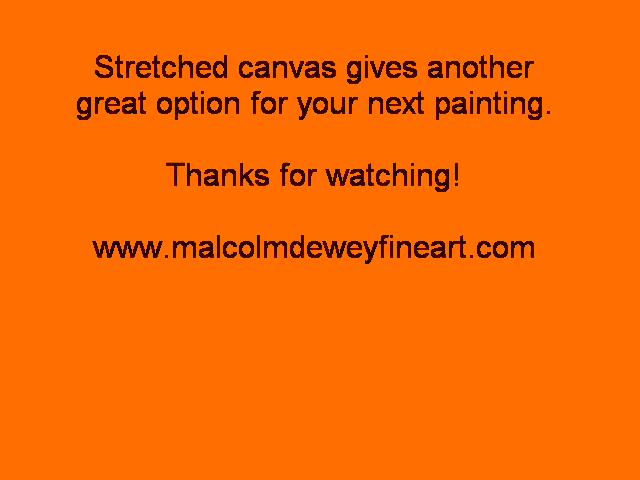 Stretched canvas gives another
great option for your next painting.
Thanks for watching!
www.malcolmdeweyfineart.com